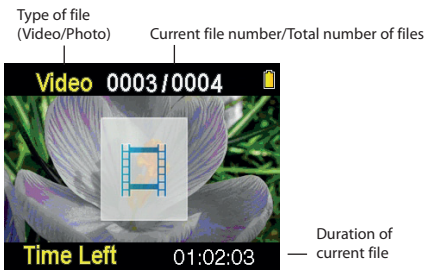 Type of file
(Video/Photo)
Current file number/Total number of files
Video 0003/0004
Time Left 01:02:03
Duration of
current file